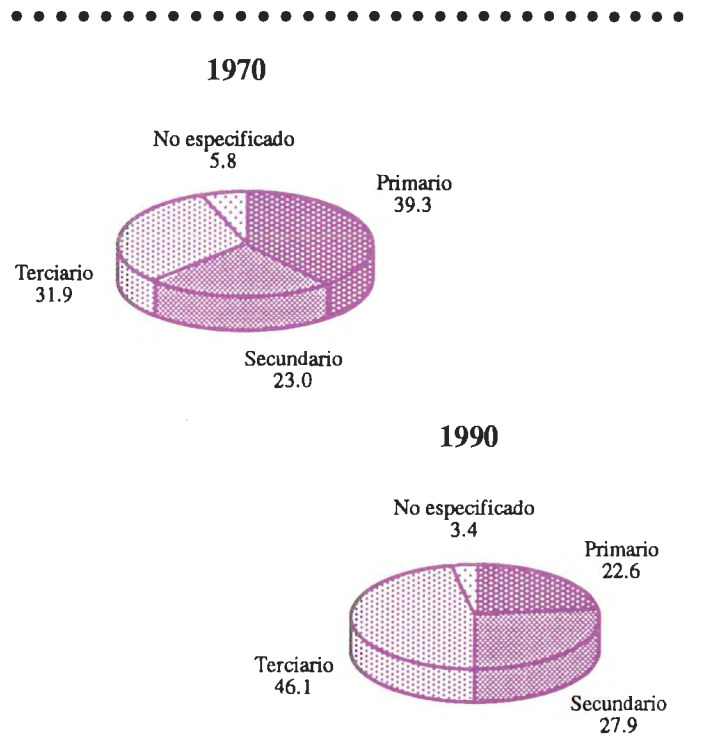 1970
No especificado
5.8
Primario
39.3
Terciario
31.9
Secundario
23.0
1990
No especificado
3.4
Primario
22.6
Terciario
46.1
Secundario
27.9